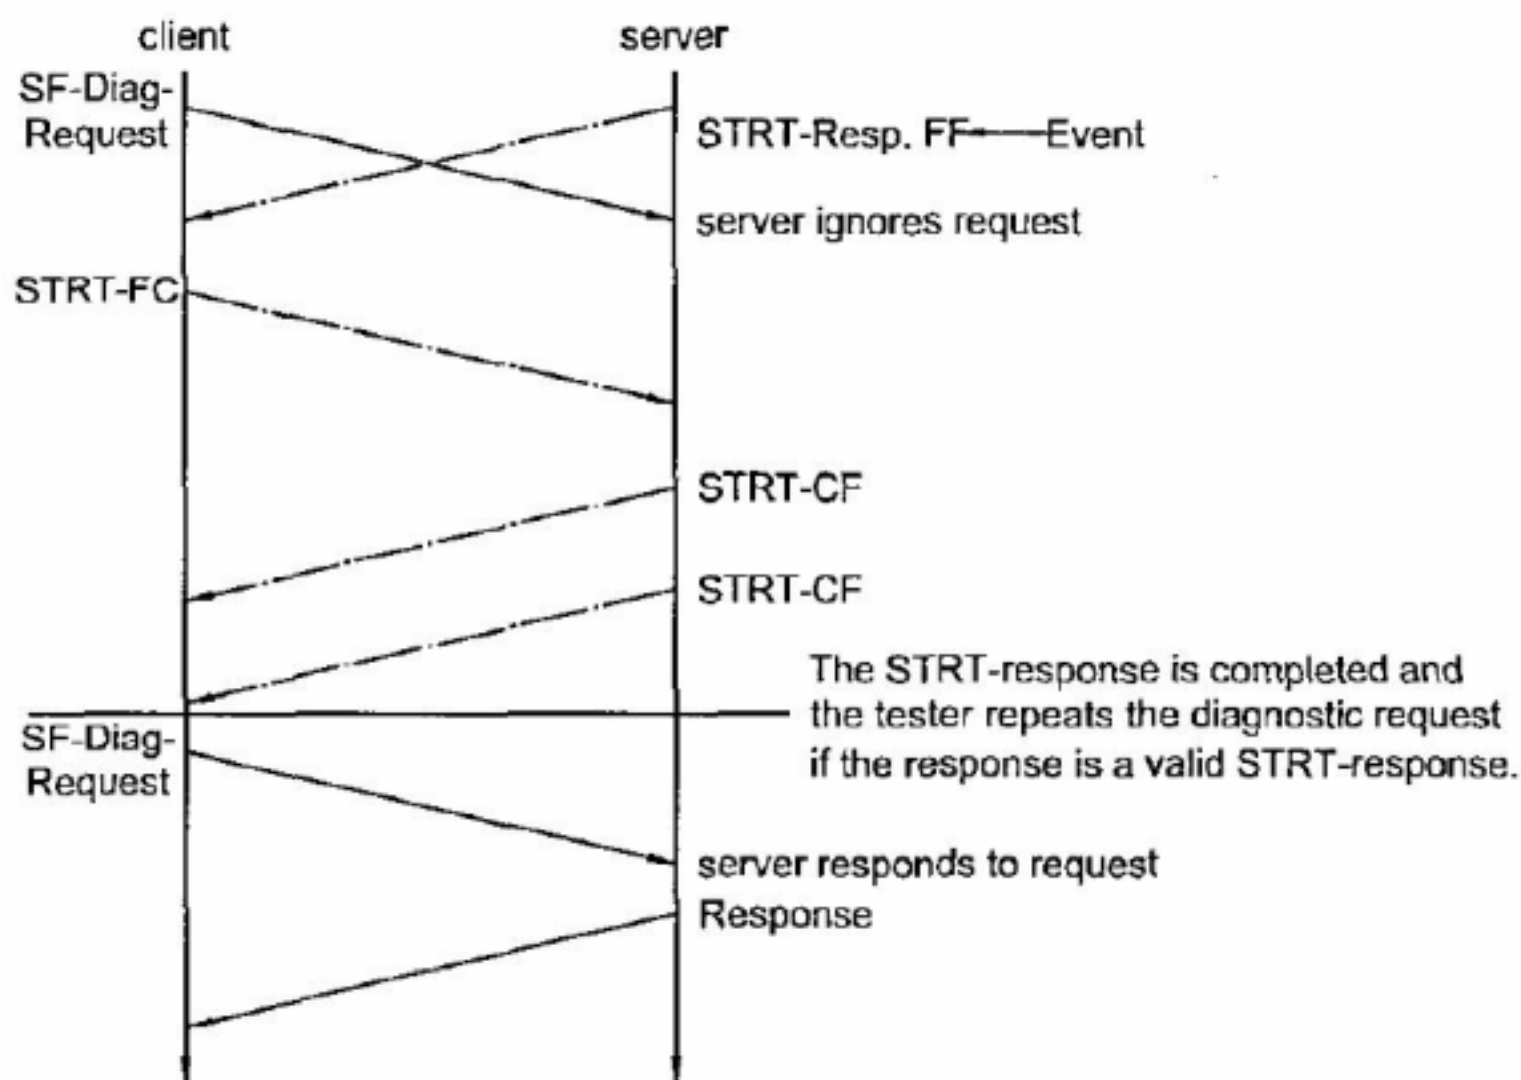 client
server
SF-Diag-
Request
STRT-Resp. FF
Event
server ignores request
STRT-FC
STRT-CF
STRT-CF
The STRT-response is completed and
the tester repeats the diagnostic request
if the response is a valid STRT-response.
SF-Diag-
Request
server responds to request
Response